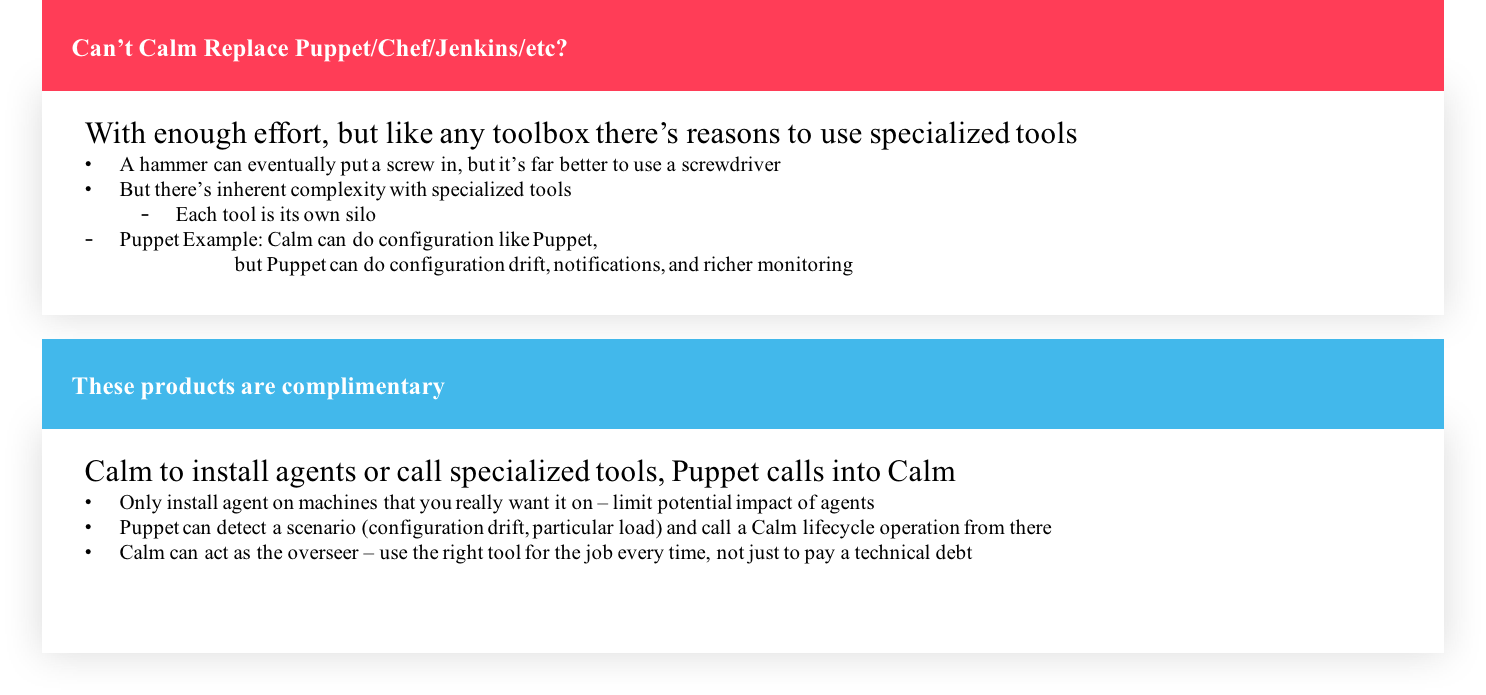 Can’t Calm Replace Puppet/Chef/Jenkins/etc?
With enough effort, but like any toolbox there’s reasons to use specialized tools
• A hammer can eventually put a screw in, but it’s far better to use a screwdriver
• But there’s inherent complexity with specialized tools
- Each tool is its own silo
- Puppet Example: Calm can do configuration like Puppet,
but Puppet can do configuration drift, notifications, and richer monitoring
These products are complimentary
Calm to install agents or call specialized tools, Puppet calls into Calm
• Only install agent on machines that you really want it on – limit potential impact of agents
• Puppet can detect a scenario (configuration drift, particular load) and call a Calm lifecycle operation from there
• Calm can act as the overseer – use the right tool for the job every time, not just to pay a technical debt